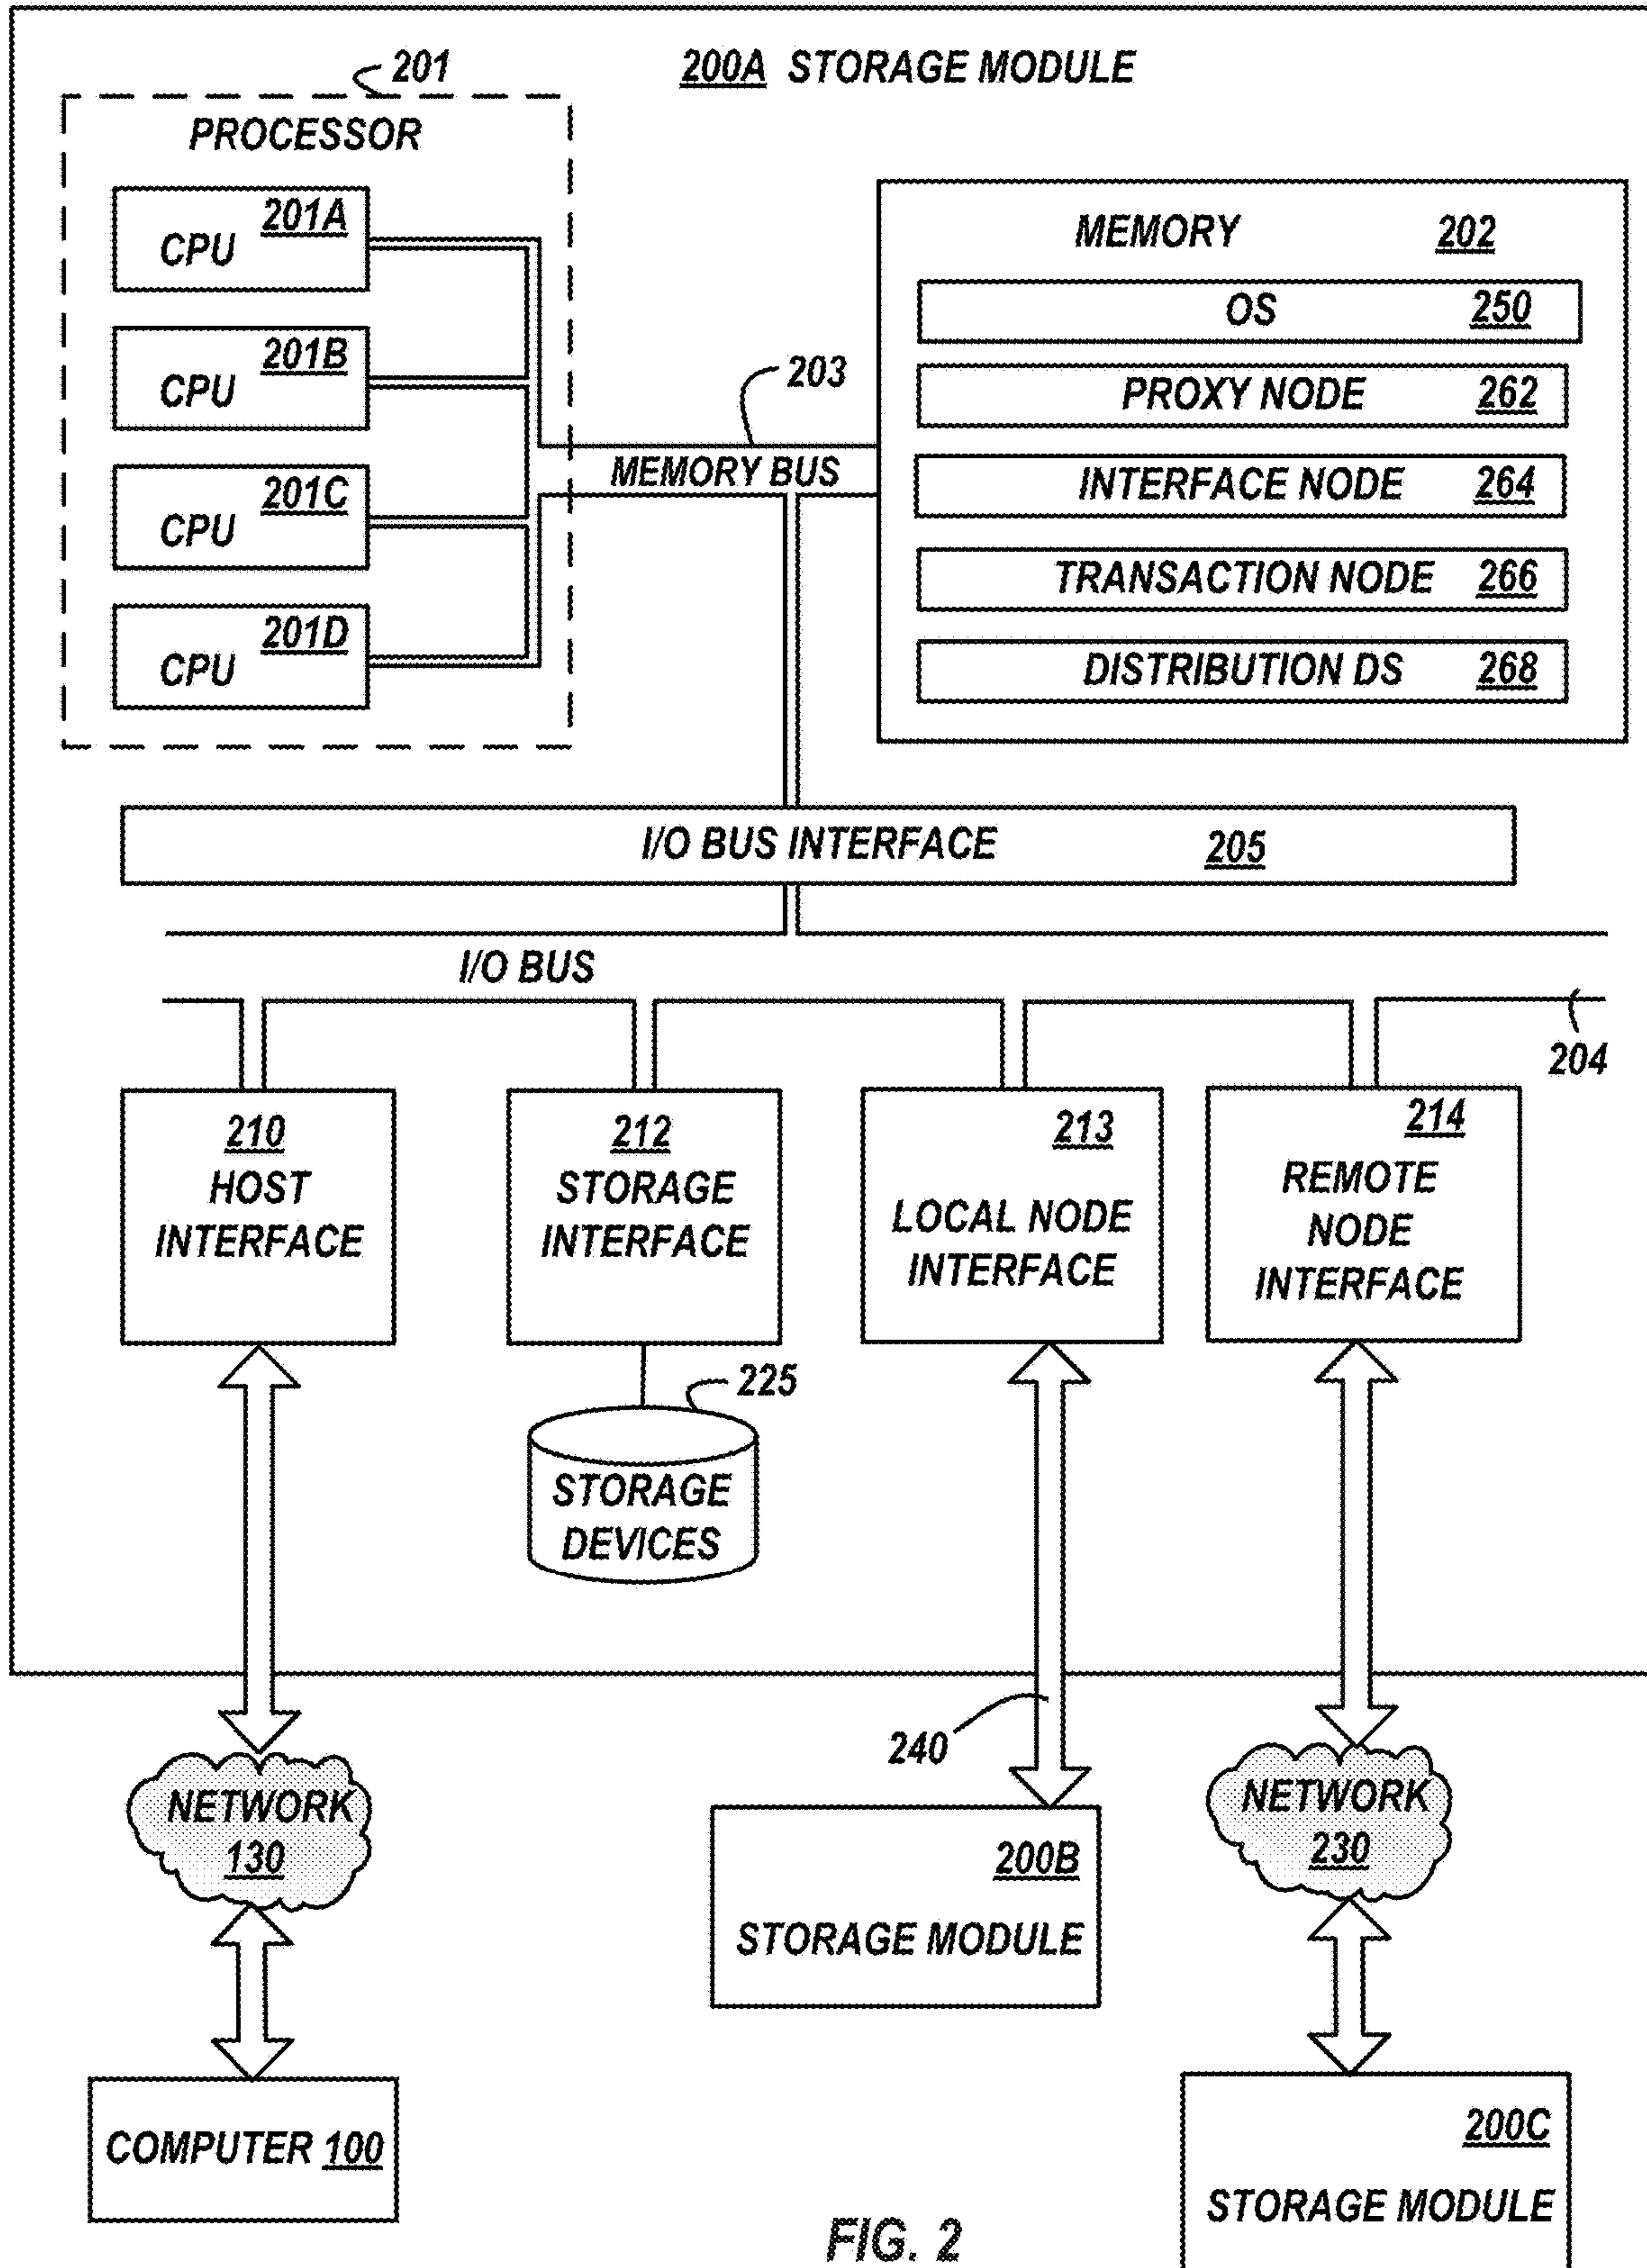 201
200A STORAGE MODULE
PROCESSOR
201A
CPU
201B
CPU
201C
CPU
201D
CPU
203
MEMORY BUS
MEMORY 202
OS 250
PROXY NODE 262
INTERFACE NODE 264
TRANSACTION NODE 266
DISTRIBUTION DS 268
I/O BUS INTERFACE 205
I/O BUS
204
210
HOST
INTERFACE
212
STORAGE
INTERFACE
213
LOCAL NODE
INTERFACE
214
REMOTE
NODE
INTERFACE
225
STORAGE
DEVICES
240
NETWORK
130
200B
STORAGE MODULE
NETWORK
230
COMPUTER 100
200C
STORAGE MODULE
FIG. 2